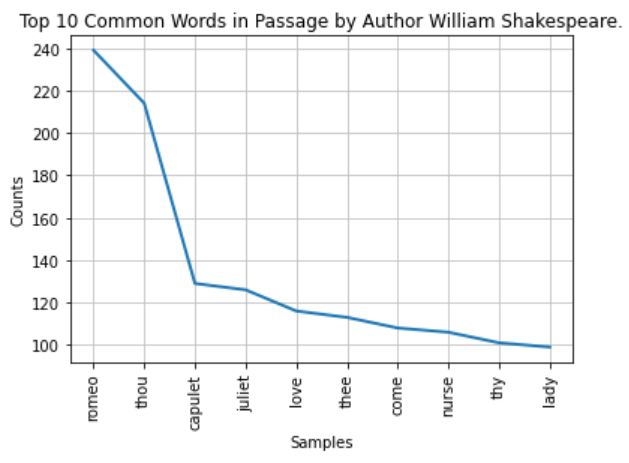 Top 10 Common Words in Passage by Author William Shakespeare.
240
220
200
180
160
140
120
100
Counts
romeo
thou
capulet
juliet
love
thee
come
nurse
thy
lady
Samples